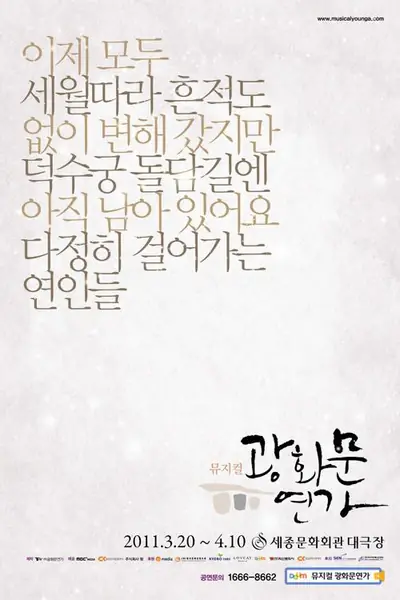 www.musicalyounga.com
이제 모두
세월따라 흔적도
없이 변해 갔지만
덕수궁 돌담길엔
아직 남아 있어요
다정히 걸어가는
연인들
뮤지컬
광화문
연가
2011.3.20 ~ 4.10 세종문화회관 대극장
공연문의 1666-8662 Daum 뮤지컬 광화문연가